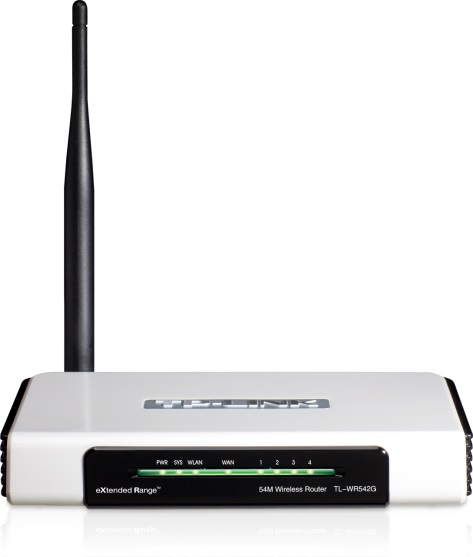 TP-LINK
PWR SYS WLAN WAN 1 2 3 4
eXtended Range™ 54M Wireless Router TL-WR542G